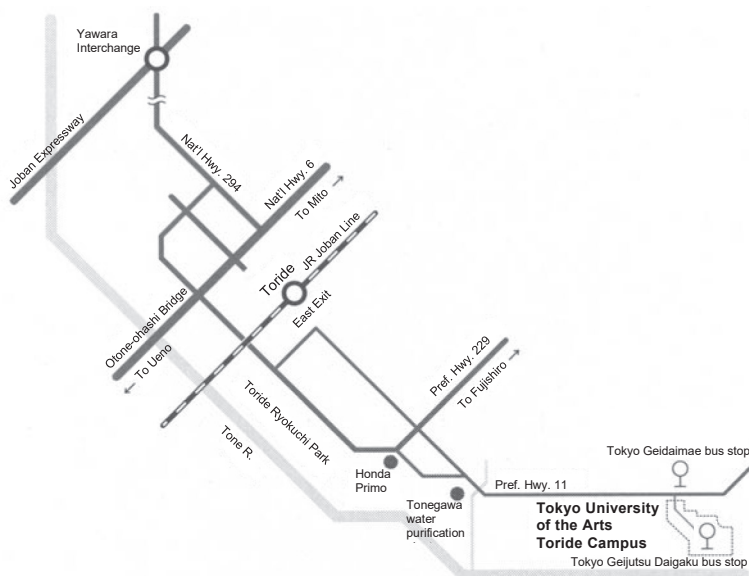 Yawara
Interchange
Joban Expressway
Nat'l Hwy. 294
Nat'l Hwy. 6
To Mito →
JR Joban Line
Toride
East Exit
Otone-ohashi Bridge
← To Ueno
Pref. Hwy. 229
To Fujishiro →
Toride Ryokuchi Park
Tone R.
Honda
Primo
Tonegawa
water
purification
Pref. Hwy. 11
Tokyo Geidaimae bus stop
Tokyo University
of the Arts
Toride Campus
Tokyo Geijutsu Daigaku bus stop